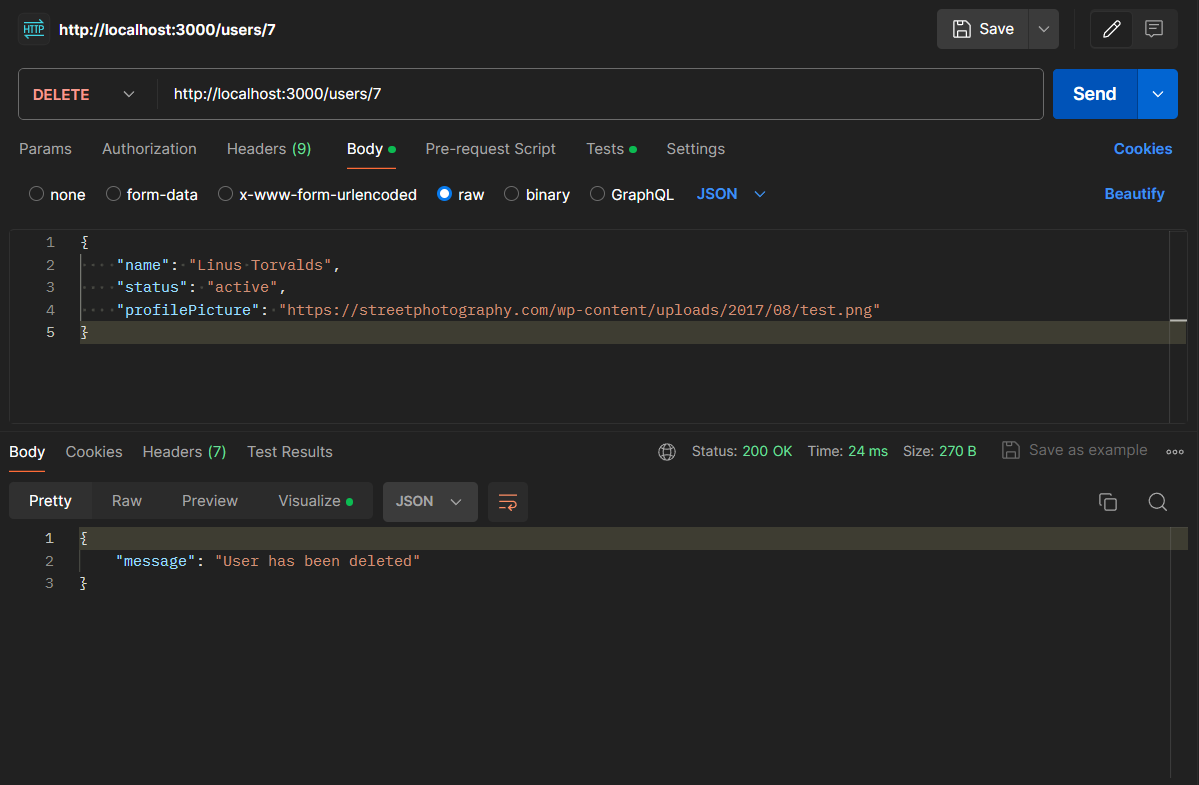 HTTP http://localhost:3000/users/7 Save
DELETE http://localhost:3000/users/7 Send
Params Authorization Headers (9) Body Pre-request Script Tests Settings Cookies
none form-data x-www-form-urlencoded raw binary GraphQL JSON Beautify
1 {
2 ····"name":·"Linus·Torvalds",
3 ····"status":·"active",
4 ····"profilePicture":·"https://streetphotography.com/wp-content/uploads/2017/08/test.png"
5 }
Body Cookies Headers (7) Test Results Status: 200 OK Time: 24 ms Size: 270 B Save as example
Pretty Raw Preview Visualize JSON
1 {
2 "message": "User has been deleted"
3 }